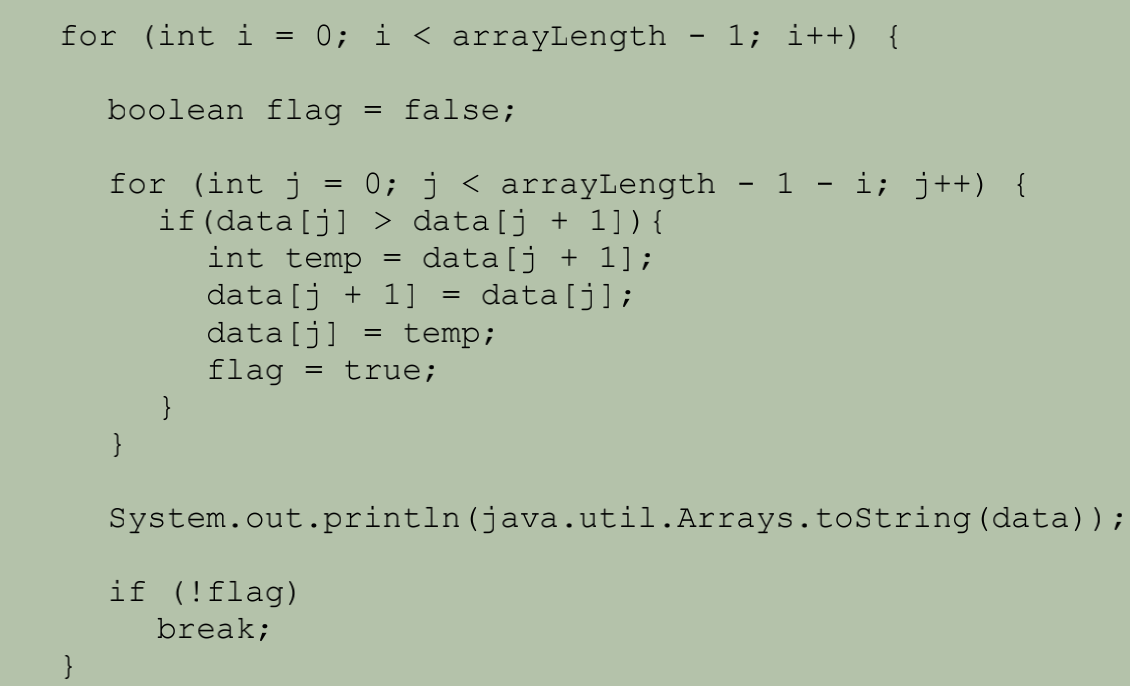 for (int i = 0; i < arrayLength - 1; i++) {
boolean flag = false;
for (int j = 0; j < arrayLength - 1 - i; j++) {
if(data[j] > data[j + 1]){
int temp = data[j + 1];
data[j + 1] = data[j];
data[j] = temp;
flag = true;
}
}
System.out.println(java.util.Arrays.toString(data));
if (!flag)
break;
}